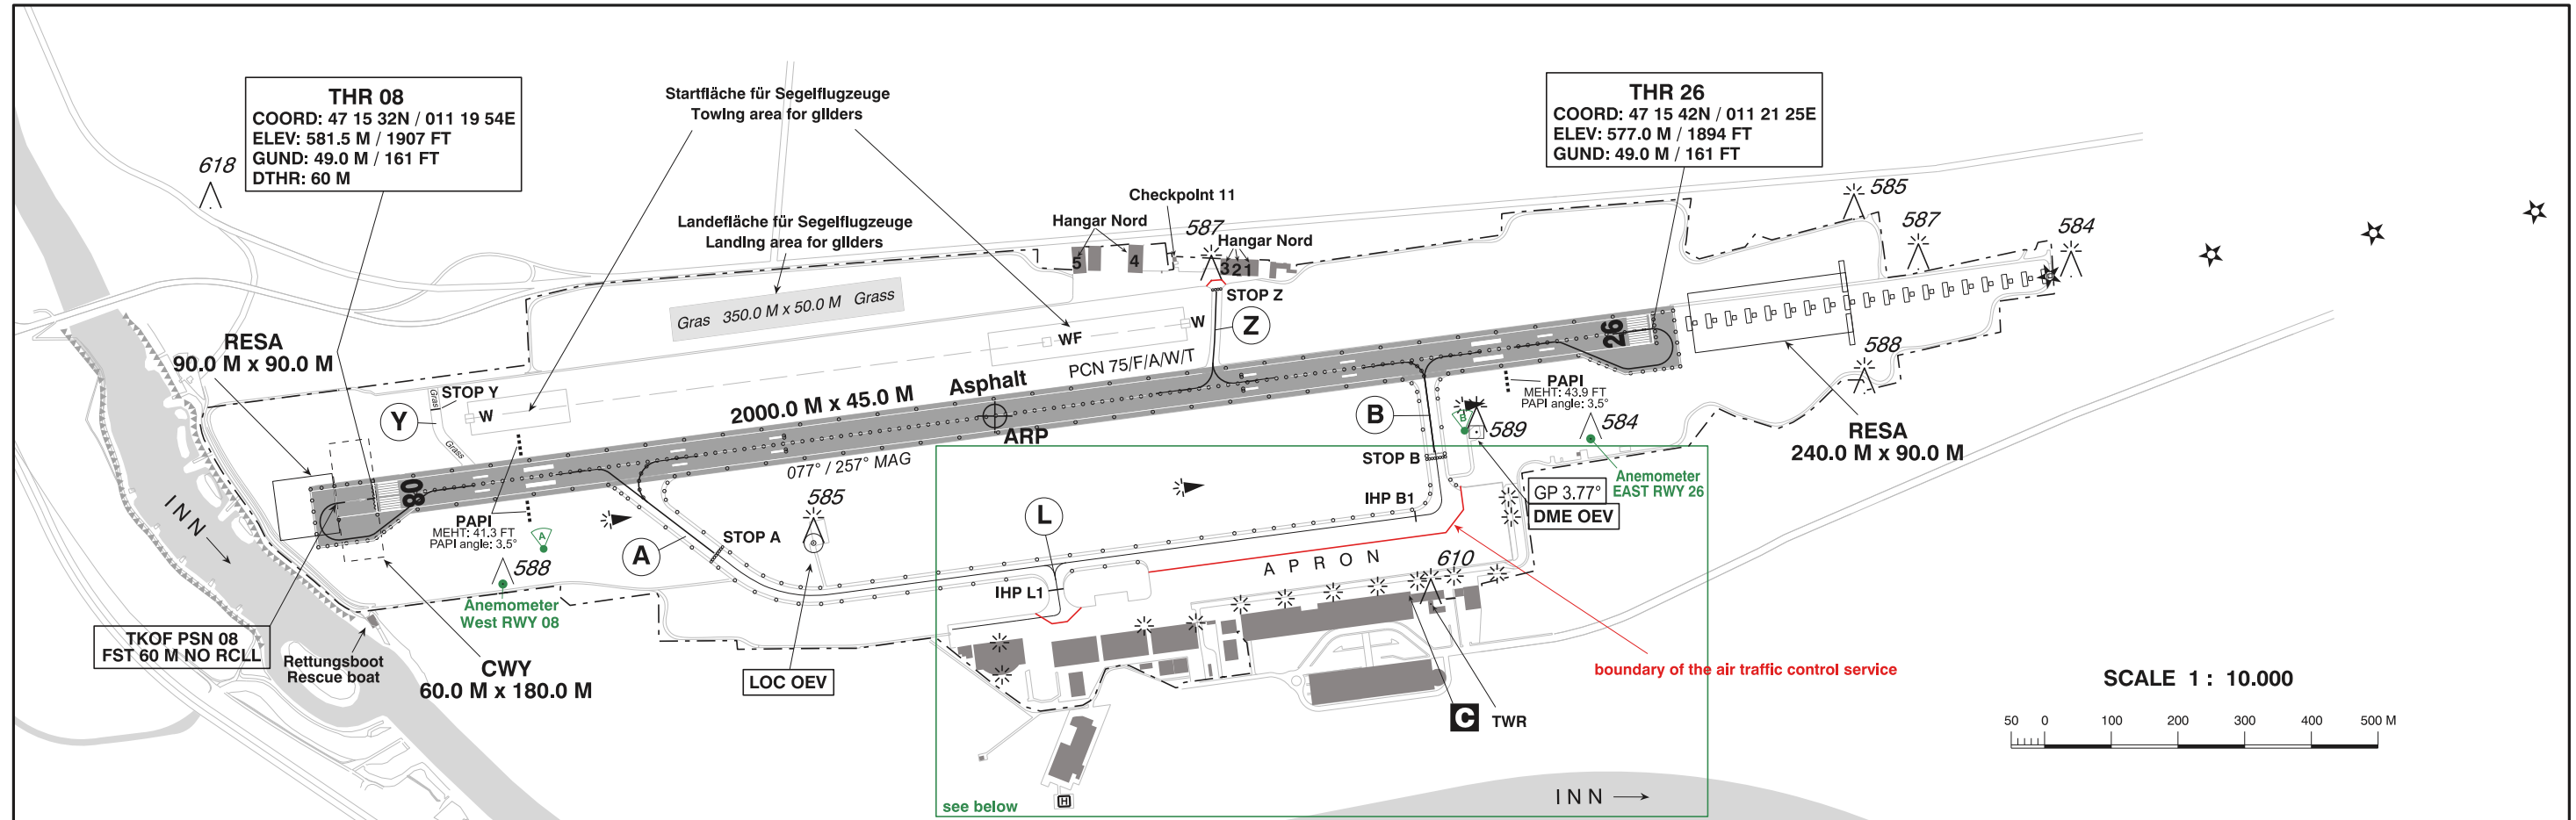 THR 08
COORD: 47 15 32N / 011 19 54E
ELEV: 581.5 M / 1907 FT
GUND: 49.0 M / 161 FT
DTHR: 60 M
618
Startfläche für Segelflugzeuge
Towing area for gliders
THR 26
COORD: 47 15 42N / 011 21 25E
ELEV: 577.0 M / 1894 FT
GUND: 49.0 M / 161 FT
Landefläche für Segelflugzeuge
Landing area for gliders
Checkpoint 11
Hangar Nord
587
Hangar Nord
5
4
3 2 1
585
587
584
Gras 350.0 M x 50.0 M Grass
STOP Z
Z
W
WF
26
RESA
90.0 M x 90.0 M
STOP Y
Gras
W
Y
Grass
2000.0 M x 45.0 M
Asphalt
PCN 75/F/A/W/T
ARP
077° / 257° MAG
B
PAPI
MEHT: 43.9 FT
PAPI angle: 3,5°
588
RESA
240.0 M x 90.0 M
B
589
584
STOP B
Anemometer
EAST RWY 26
GP 3.77°
DME OEV
IHP B1
08
INN
PAPI
MEHT: 41.3 FT
PAPI angle: 3,5°
A
588
Anemometer
West RWY 08
A
STOP A
585
L
APRON
610
IHP L1
TKOF PSN 08
FST 60 M NO RCLL
Rettungsboot
Rescue boat
CWY
60.0 M x 180.0 M
LOC OEV
boundary of the air traffic control service
C
TWR
H
see below
INN
SCALE 1 : 10.000
50 0 100 200 300 400 500 M